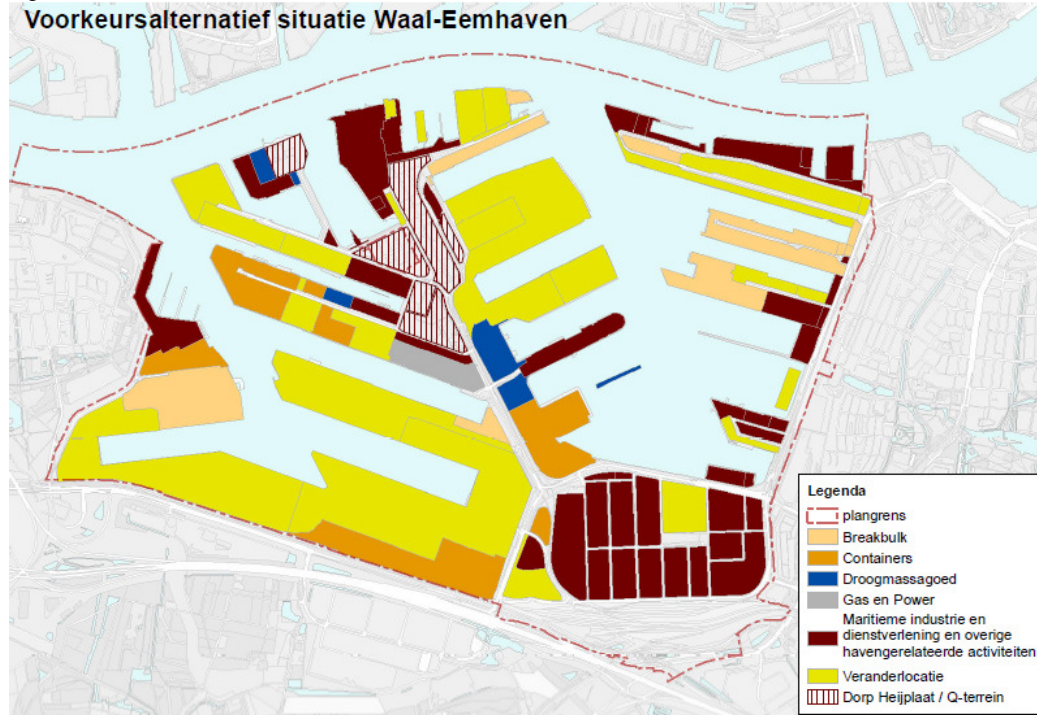 Voorkeursalternatief situatie Waal-Eemhaven
Legenda
plangrens
Breakbulk
Containers
Droogmassagoed
Gas en Power
Maritieme industrie en
dienstverlening en overige
havengerelateerde activiteiten
Veranderlocatie
Dorp Heijplaat / Q-terrein